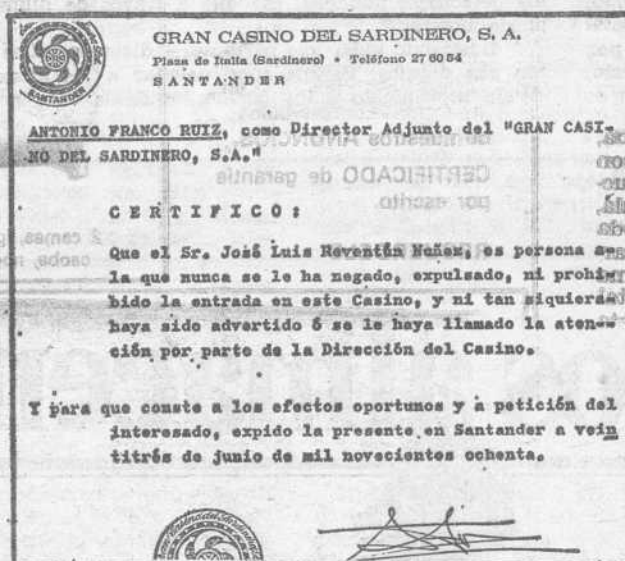 GRAN CASINO DEL SARDINERO, S. A.
Plaza de Italia (Sardinero) • Teléfono 27 60 54
SANTANDER
SANTANDER
ANTONIO FRANCO RUIZ, como Director Adjunto del "GRAN CASI-
NO DEL SARDINERO, S.A."
CERTIFICO:
Que el Sr. José Luis Reventún Nuñez, es persona a-
la que nunca se le ha negado, expulsado, ni prohi-
bido la entrada en este Casino, y ni tan siquiera-
haya sido advertido ó se le haya llamado la aten--
ción por parte de la Dirección del Casino.
Y para que conste a los efectos oportunos y a petición del
interesado, expido la presente en Santander a vein
titrés de junio de mil novecientos ochenta.